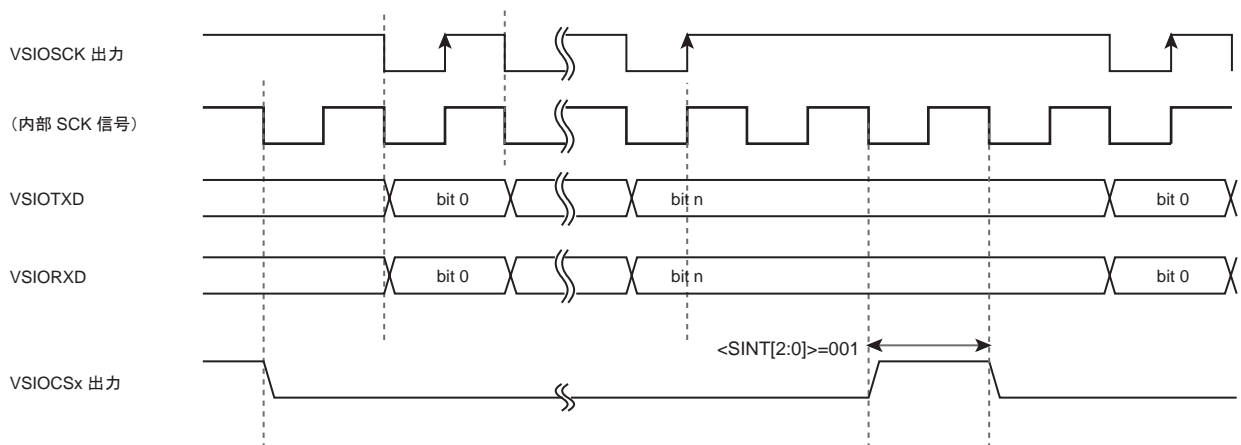 VSIOSCK 出力
(内部 SCK 信号)
VSIOTXD
bit 0
bit n
bit 0
VSIORXD
bit 0
bit n
bit 0
<SINT[2:0]>=001
VSIOCSx 出力